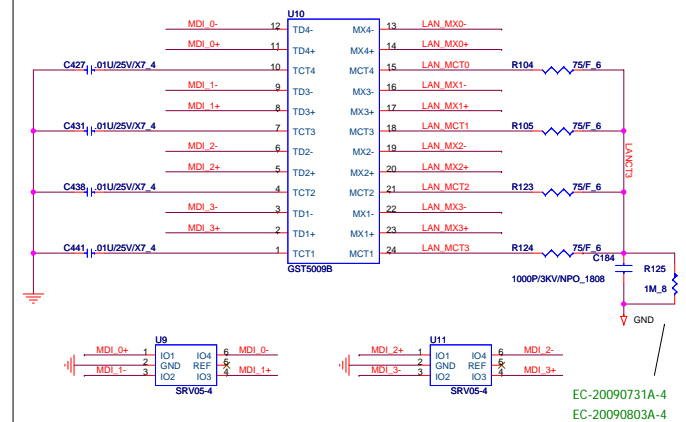 U10
MDI_0- 12 TD4- MX4- 13 LAN_MX0-
MDI_0+ 11 TD4+ MX4+ 14 LAN_MX0+
C427 .01U/25V/X7_4 10 TCT4 MCT4 15 LAN_MCT0 R104 75/F_6
MDI_1- 9 TD3- MX3- 16 LAN_MX1-
MDI_1+ 8 TD3+ MX3+ 17 LAN_MX1+
C431 .01U/25V/X7_4 7 TCT3 MCT3 18 LAN_MCT1 R105 75/F_6
MDI_2- 6 TD2- MX2- 19 LAN_MX2-
LANCT3
MDI_2+ 5 TD2+ MX2+ 20 LAN_MX2+
C438 .01U/25V/X7_4 4 TCT2 MCT2 21 LAN_MCT2 R123 75/F_6
MDI_3- 3 TD1- MX1- 22 LAN_MX3-
MDI_3+ 2 TD1+ MX1+ 23 LAN_MX3+
C441 .01U/25V/X7_4 1 TCT1 MCT1 24 LAN_MCT3 R124 75/F_6
GST5009B
C184
1000P/3KV/NPO_1808
R125
1M_8
GND
U9
MDI_0+ 1 IO1 IO4 6 MDI_0-
2 GND REF 5
MDI_1- 3 IO2 IO3 4 MDI_1+
SRV05-4
U11
MDI_2+ 1 IO1 IO4 6 MDI_2-
2 GND REF 5
MDI_3- 3 IO2 IO3 4 MDI_3+
SRV05-4
EC-20090731A-4
EC-20090803A-4